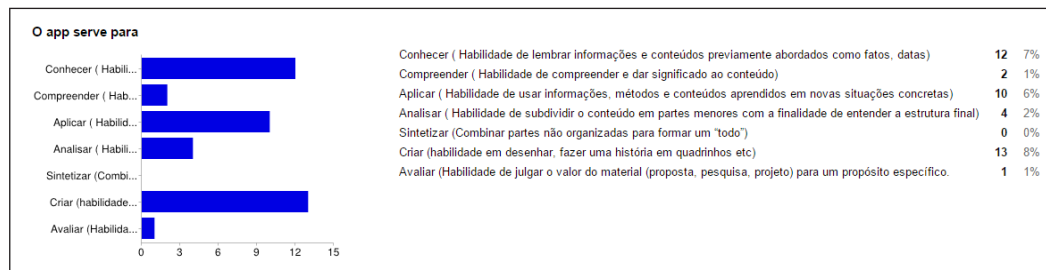 O app serve para
Conhecer ( Habili...
Compreender ( Hab...
Aplicar ( Habilid...
Analisar ( Habili...
Sintetizar (Combi...
Criar (habilidade...
Avaliar (Habilida...
0 3 6 9 12 15
Conhecer ( Habilidade de lembrar informações e conteúdos previamente abordados como fatos, datas) 12 7%
Compreender ( Habilidade de compreender e dar significado ao conteúdo) 2 1%
Aplicar ( Habilidade de usar informações, métodos e conteúdos aprendidos em novas situações concretas) 10 6%
Analisar ( Habilidade de subdividir o conteúdo em partes menores com a finalidade de entender a estrutura final) 4 2%
Sintetizar (Combinar partes não organizadas para formar um "todo") 0 0%
Criar (habilidade em desenhar, fazer uma história em quadrinhos etc) 13 8%
Avaliar (Habilidade de julgar o valor do material (proposta, pesquisa, projeto) para um propósito específico. 1 1%